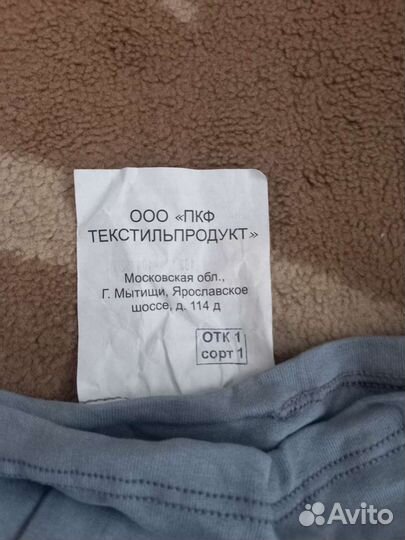 ООО «ПКФ
ТЕКСТИЛЬПРОДУКТ»
Московская обл.,
Г. Мытищи, Ярославское
шоссе, д. 114 д
ОТК 1
сорт 1
Avito